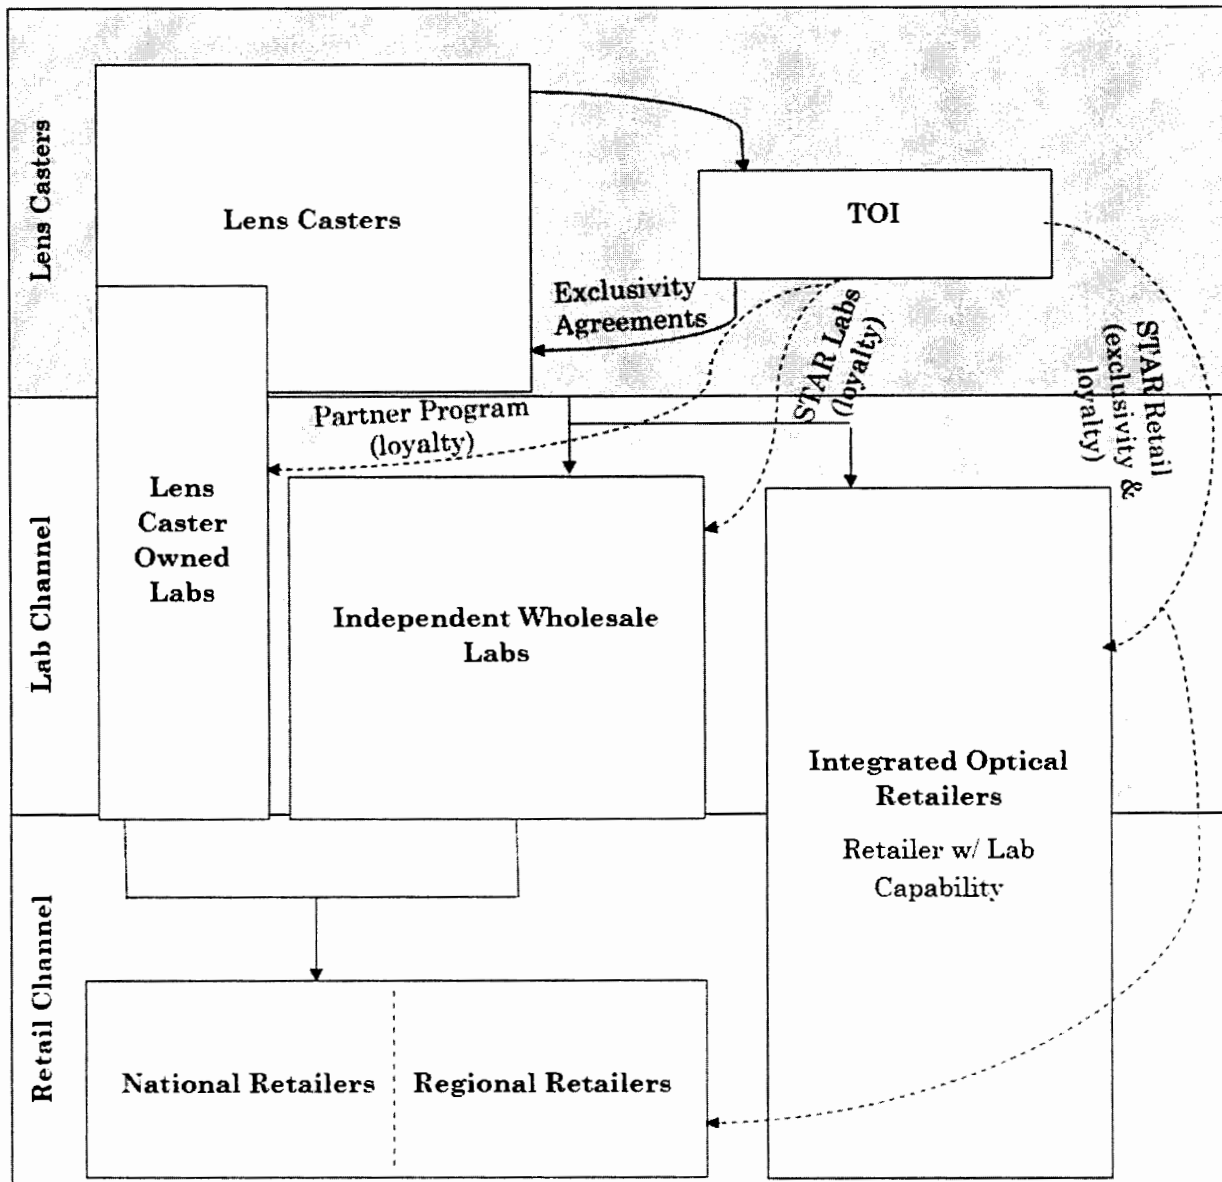 Lens Casters
Lens Casters
TOI
Exclusivity
Agreements
STAR Labs
(loyalty)
STAR Retail
(exclusivity &
loyalty)
Partner Program
(loyalty)
Lab Channel
Lens
Caster
Owned
Labs
Independent Wholesale
Labs
Integrated Optical
Retailers
Retailer w/ Lab
Capability
Retail Channel
National Retailers
Regional Retailers